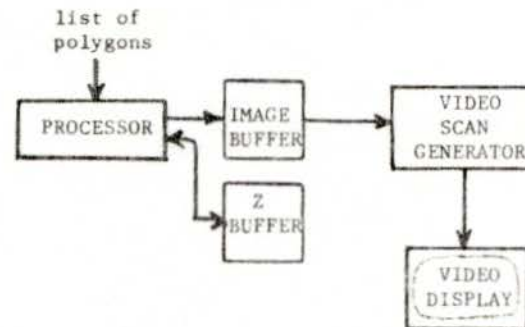 list of
polygons
PROCESSOR
IMAGE
BUFFER
Z
BUFFER
VIDEO
SCAN
GENERATOR
VIDEO
DISPLAY